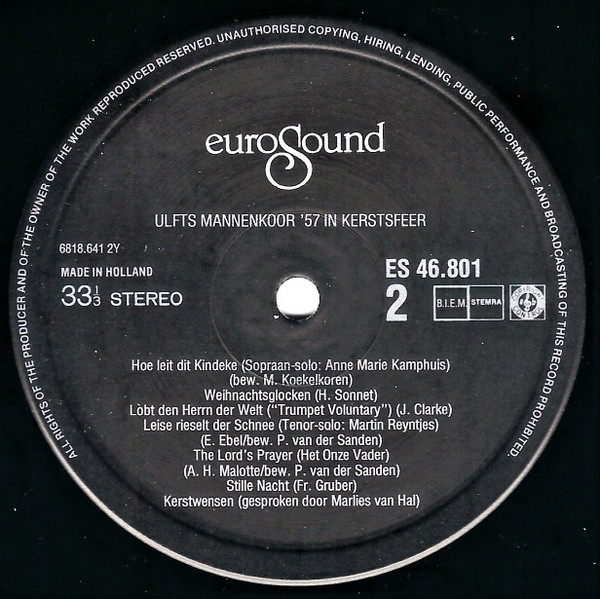 ALL RIGHTS OF THE PRODUCER AND OF THE OWNER OF THE WORK REPRODUCED RESERVED. UNAUTHORISED COPYING, HIRING, LENDING, PUBLIC PERFORMANCE AND BROADCASTING OF THIS RECORD PROHIBITED.
euroSound
ULFTS MANNENKOOR '57 IN KERSTSFEER
6818.641 2Y
MADE IN HOLLAND
33 1/3 STEREO
ES 46.801
2
B.I.E.M. STEMRA
Hoe leit dit Kindeke (Sopraan-solo: Anne Marie Kamphuis)
(bew. M. Koekelkoren)
Weihnachtsglocken (H. Sonnet)
Lobt den Herrn der Welt ("Trumpet Voluntary") (J. Clarke)
Leise rieselt der Schnee (Tenor-solo: Martin Reyntjes)
(E. Ebel/bew. P. van der Sanden)
The Lord's Prayer (Het Onze Vader)
(A. H. Malotte/bew. P. van der Sanden)
Stille Nacht (Fr. Gruber)
Kerstwensen (gesproken door Marlies van Hal)